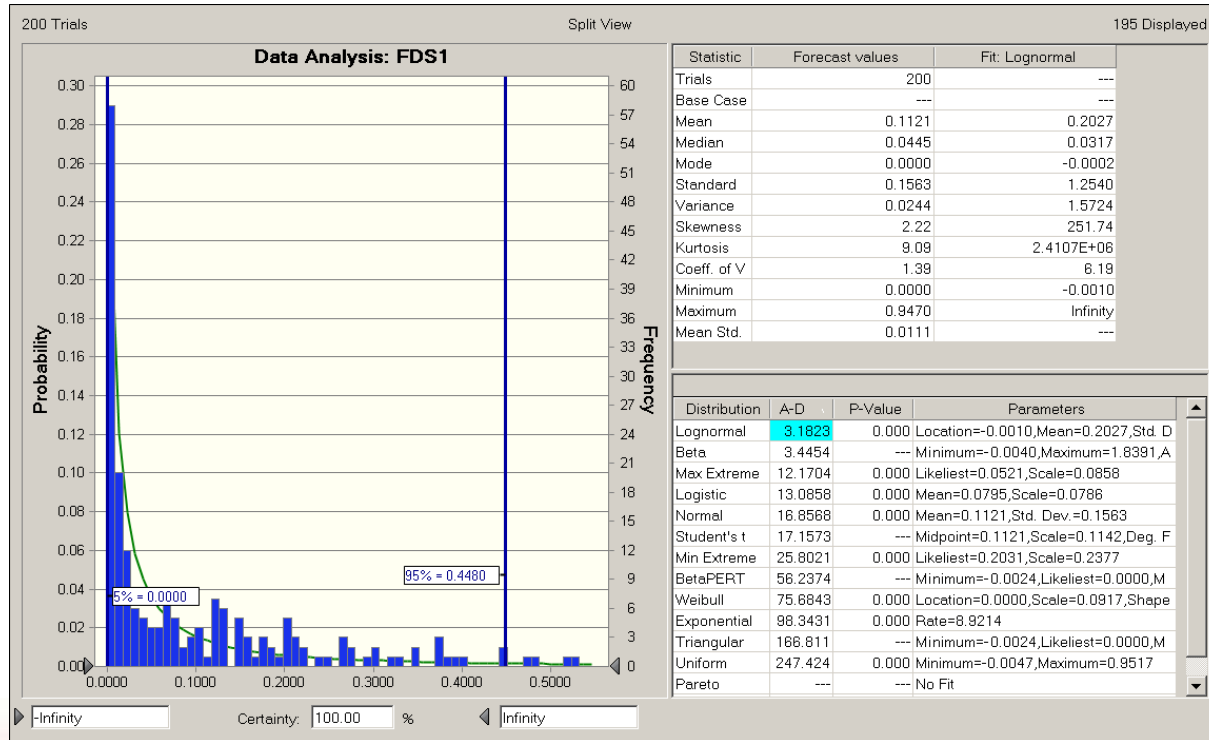 200 Trials
Split View
195 Displayed
Data Analysis: FDS1
0.30
0.28
0.26
0.24
0.22
0.20
0.18
0.16
0.14
0.12
0.10
0.08
0.06
0.04
0.02
0.00
Probability
60
57
54
51
48
45
42
39
36
33
30
27
24
21
18
15
12
9
6
3
0
Frequency
5% = 0.0000
95% = 0.4480
0.0000 0.1000 0.2000 0.3000 0.4000 0.5000
Statistic Forecast values Fit: Lognormal
Trials 200 ---
Base Case --- ---
Mean 0.1121 0.2027
Median 0.0445 0.0317
Mode 0.0000 -0.0002
Standard 0.1563 1.2540
Variance 0.0244 1.5724
Skewness 2.22 251.74
Kurtosis 9.09 2.4107E+06
Coeff. of V 1.39 6.19
Minimum 0.0000 -0.0010
Maximum 0.9470 Infinity
Mean Std. 0.0111 ---
Distribution A-D P-Value Parameters
Lognormal 3.1823 0.000 Location=-0.0010,Mean=0.2027,Std. D
Beta 3.4454 --- Minimum=-0.0040,Maximum=1.8391,A
Max Extreme 12.1704 0.000 Likeliest=0.0521,Scale=0.0858
Logistic 13.0858 0.000 Mean=0.0795,Scale=0.0786
Normal 16.8568 0.000 Mean=0.1121,Std. Dev.=0.1563
Student's t 17.1573 --- Midpoint=0.1121,Scale=0.1142,Deg. F
Min Extreme 25.8021 0.000 Likeliest=0.2031,Scale=0.2377
BetaPERT 56.2374 --- Minimum=-0.0024,Likeliest=0.0000,M
Weibull 75.6843 0.000 Location=0.0000,Scale=0.0917,Shape
Exponential 98.3431 0.000 Rate=8.9214
Triangular 166.811 --- Minimum=-0.0024,Likeliest=0.0000,M
Uniform 247.424 0.000 Minimum=-0.0047,Maximum=0.9517
Pareto --- --- No Fit
-Infinity Certainty: 100.00 % Infinity